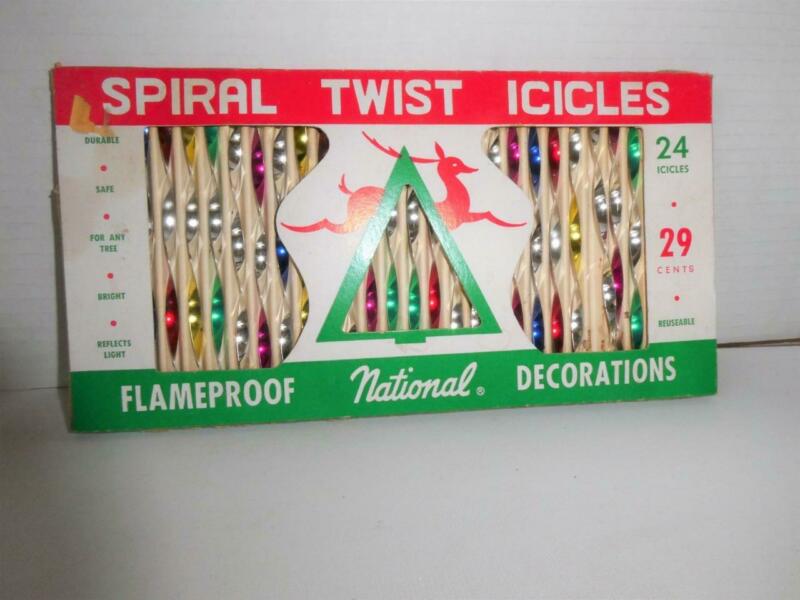 SPIRAL TWIST ICICLES
DURABLE
SAFE
FOR ANY
TREE
BRIGHT
REFLECTS
LIGHT
24
ICICLES
29
CENTS
REUSEABLE
FLAMEPROOF National ® DECORATIONS